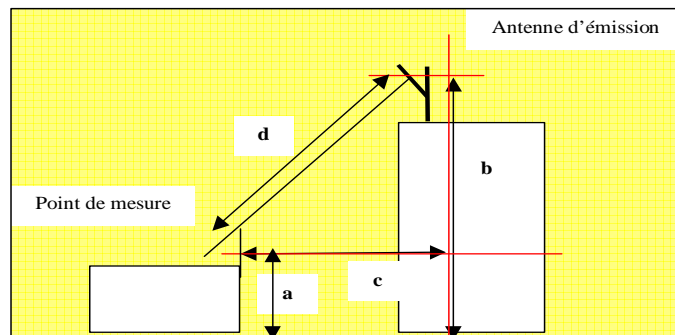 Antenne d'émission
d
b
Point de mesure
a
c